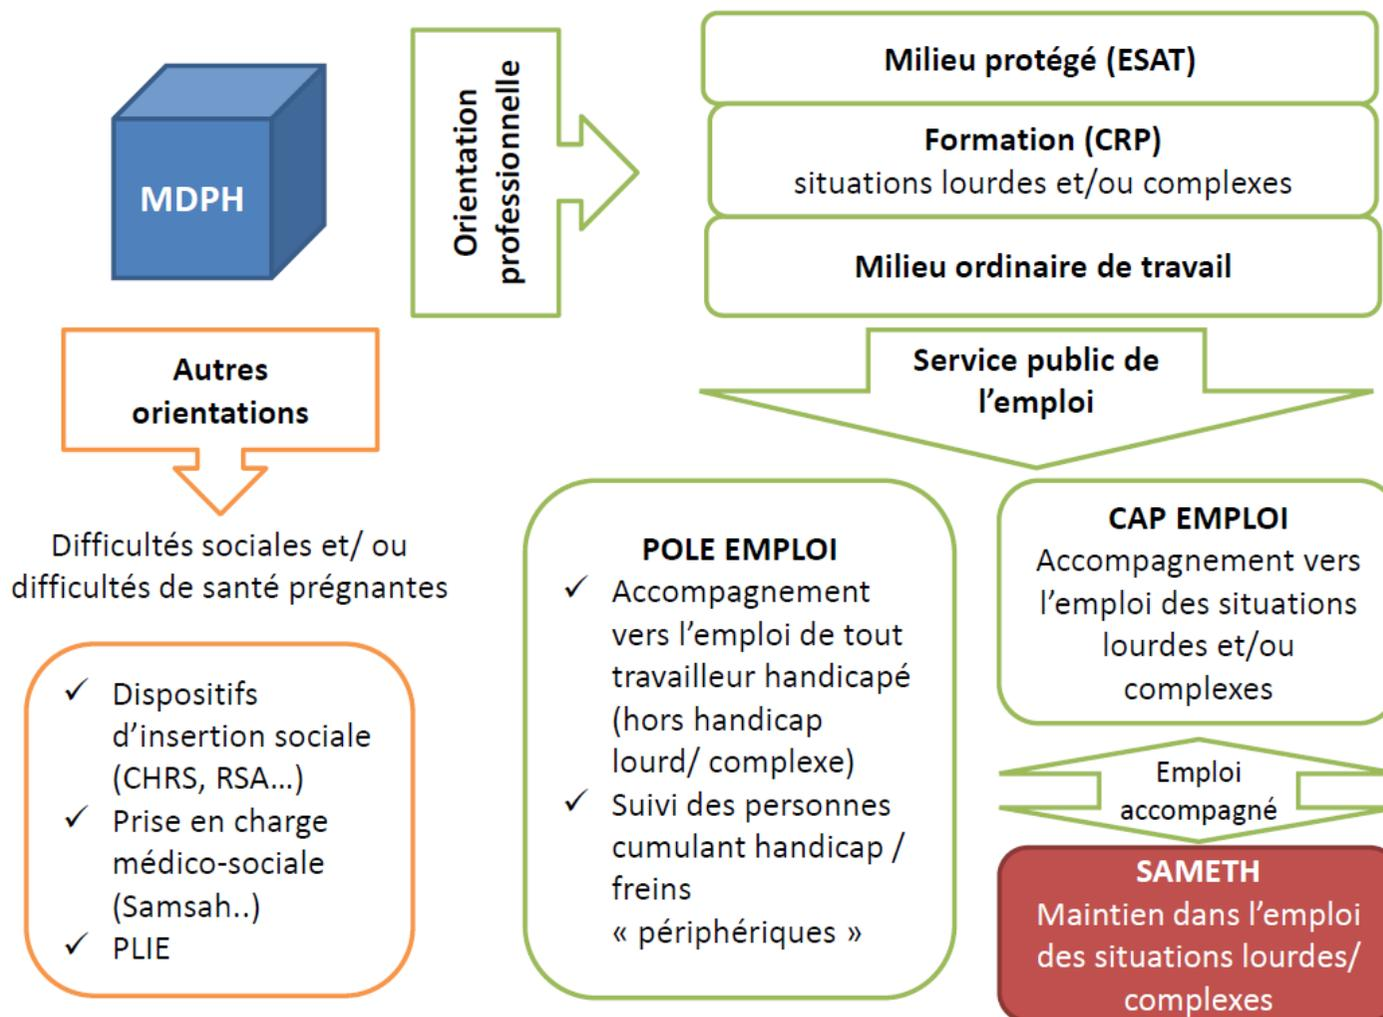 MDPH
Orientation
professionnelle
Milieu protégé (ESAT)
Formation (CRP)
situations lourdes et/ou complexes
Milieu ordinaire de travail
Autres
orientations
Service public de
l’emploi
Difficultés sociales et/ ou
difficultés de santé prégnantes
✓ Dispositifs
d’insertion sociale
(CHRS, RSA…)
✓ Prise en charge
médico-sociale
(Samsah..)
✓ PLIE
POLE EMPLOI
✓ Accompagnement
vers l’emploi de tout
travailleur handicapé
(hors handicap
lourd/ complexe)
✓ Suivi des personnes
cumulant handicap /
freins
« périphériques »
CAP EMPLOI
Accompagnement vers
l’emploi des situations
lourdes et/ou
complexes
Emploi
accompagné
SAMETH
Maintien dans l’emploi
des situations lourdes/
complexes